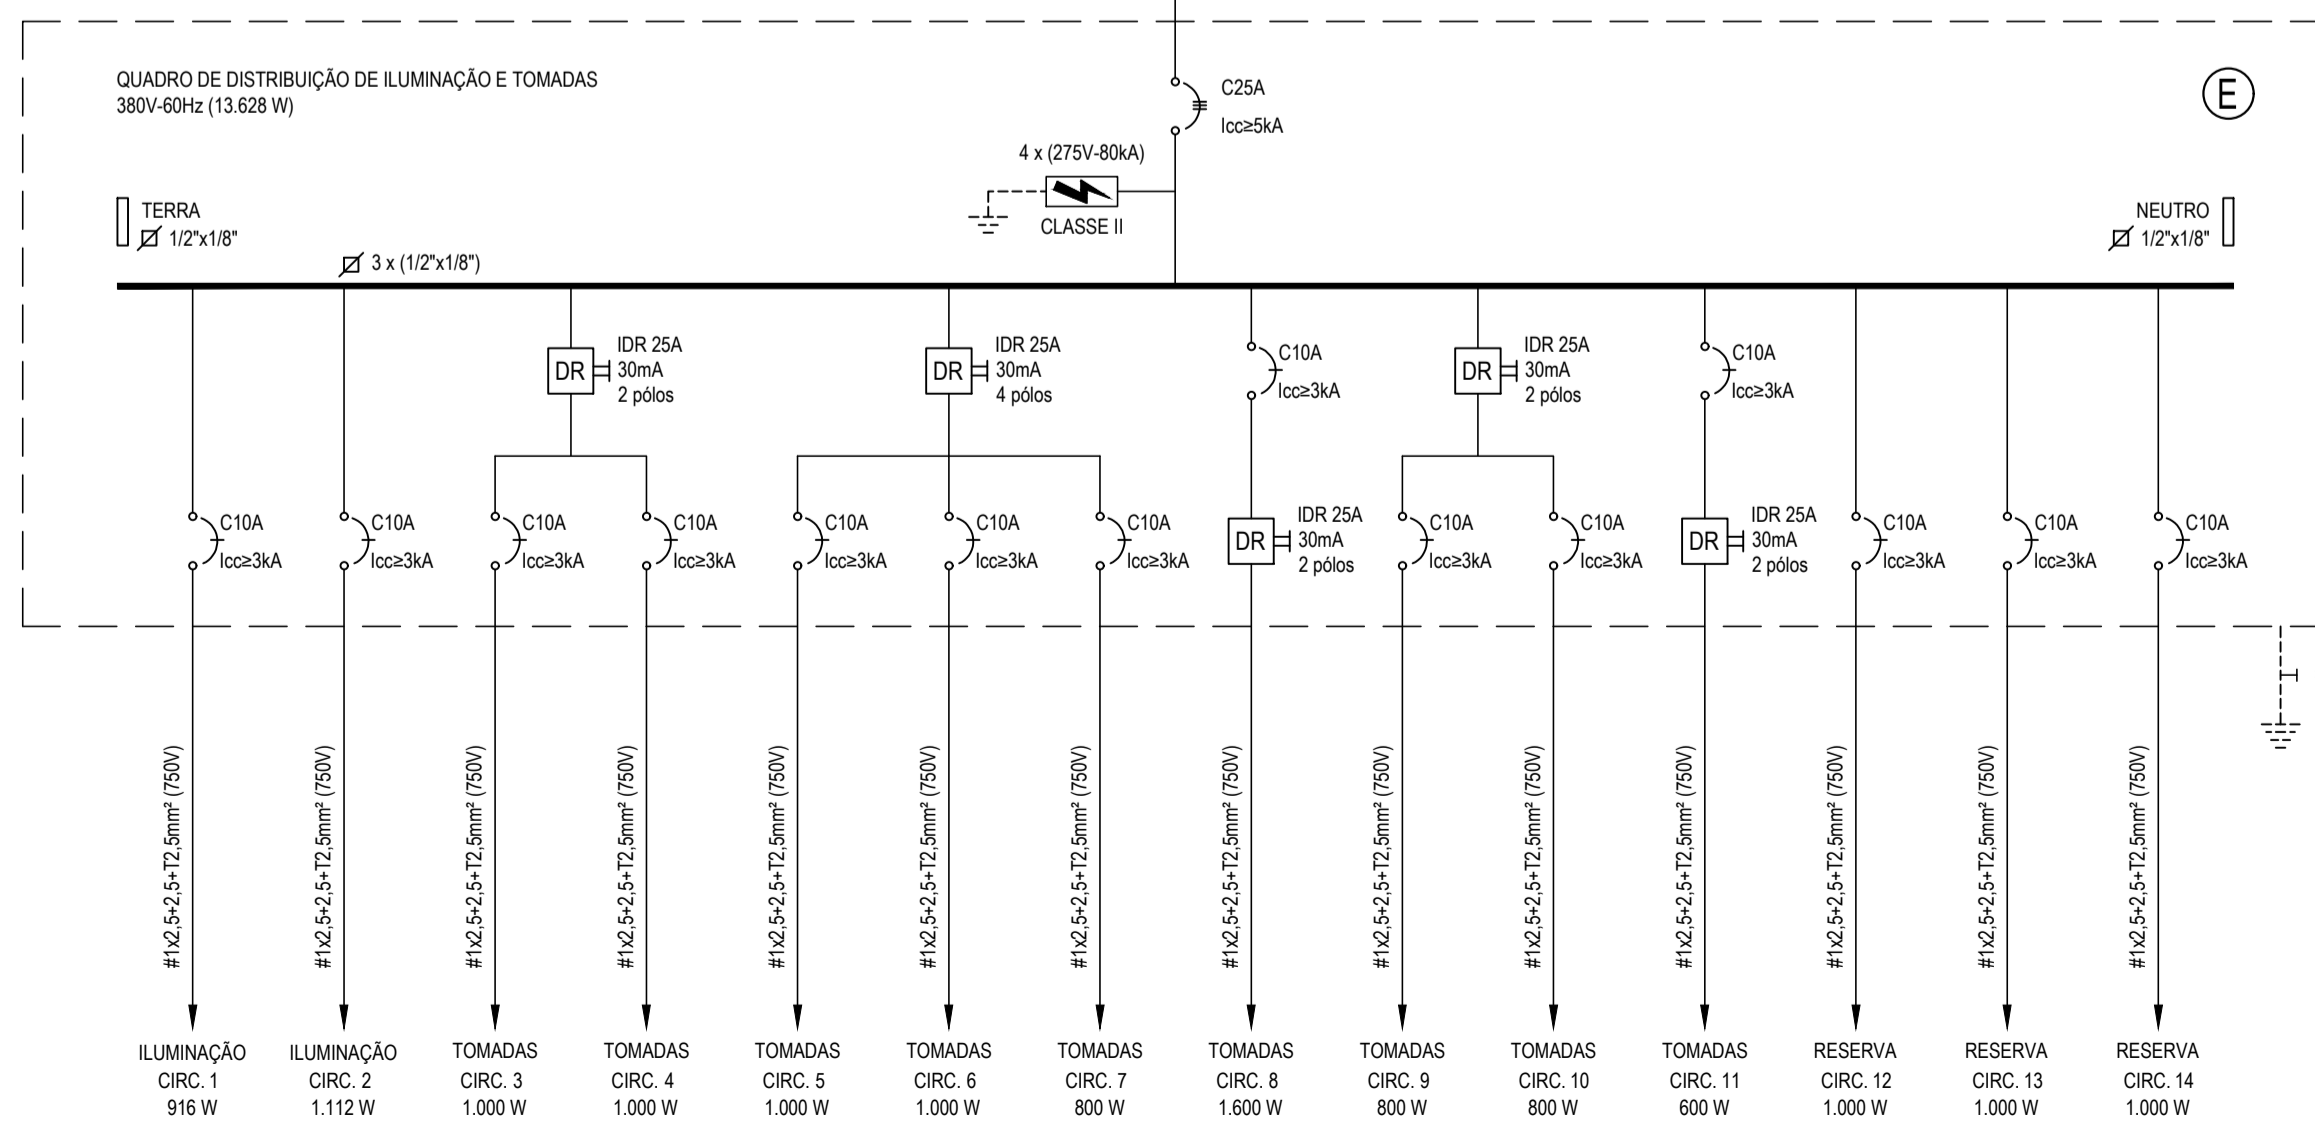 QUADRO DE DISTRIBUIÇÃO DE ILUMINAÇÃO E TOMADAS
380V-60Hz (13.628 W)
C25A
Icc≥5kA
E
4 x (275V-80kA)
CLASSE II
TERRA
1/2"x1/8"
NEUTRO
1/2"x1/8"
3 x (1/2"x1/8")
DR
IDR 25A
30mA
2 pólos
DR
IDR 25A
30mA
4 pólos
C10A
Icc≥3kA
DR
IDR 25A
30mA
2 pólos
C10A
Icc≥3kA
C10A
Icc≥3kA
C10A
Icc≥3kA
C10A
Icc≥3kA
C10A
Icc≥3kA
C10A
Icc≥3kA
C10A
Icc≥3kA
C10A
Icc≥3kA
DR
IDR 25A
30mA
2 pólos
C10A
Icc≥3kA
C10A
Icc≥3kA
DR
IDR 25A
30mA
2 pólos
C10A
Icc≥3kA
C10A
Icc≥3kA
C10A
Icc≥3kA
#1x2,5+2,5+T2,5mm² (750V)
#1x2,5+2,5+T2,5mm² (750V)
#1x2,5+2,5+T2,5mm² (750V)
#1x2,5+2,5+T2,5mm² (750V)
#1x2,5+2,5+T2,5mm² (750V)
#1x2,5+2,5+T2,5mm² (750V)
#1x2,5+2,5+T2,5mm² (750V)
#1x2,5+2,5+T2,5mm² (750V)
#1x2,5+2,5+T2,5mm² (750V)
#1x2,5+2,5+T2,5mm² (750V)
#1x2,5+2,5+T2,5mm² (750V)
#1x2,5+2,5+T2,5mm² (750V)
#1x2,5+2,5+T2,5mm² (750V)
#1x2,5+2,5+T2,5mm² (750V)
ILUMINAÇÃO
CIRC. 1
916 W
ILUMINAÇÃO
CIRC. 2
1.112 W
TOMADAS
CIRC. 3
1.000 W
TOMADAS
CIRC. 4
1.000 W
TOMADAS
CIRC. 5
1.000 W
TOMADAS
CIRC. 6
1.000 W
TOMADAS
CIRC. 7
800 W
TOMADAS
CIRC. 8
1.600 W
TOMADAS
CIRC. 9
800 W
TOMADAS
CIRC. 10
800 W
TOMADAS
CIRC. 11
600 W
RESERVA
CIRC. 12
1.000 W
RESERVA
CIRC. 13
1.000 W
RESERVA
CIRC. 14
1.000 W